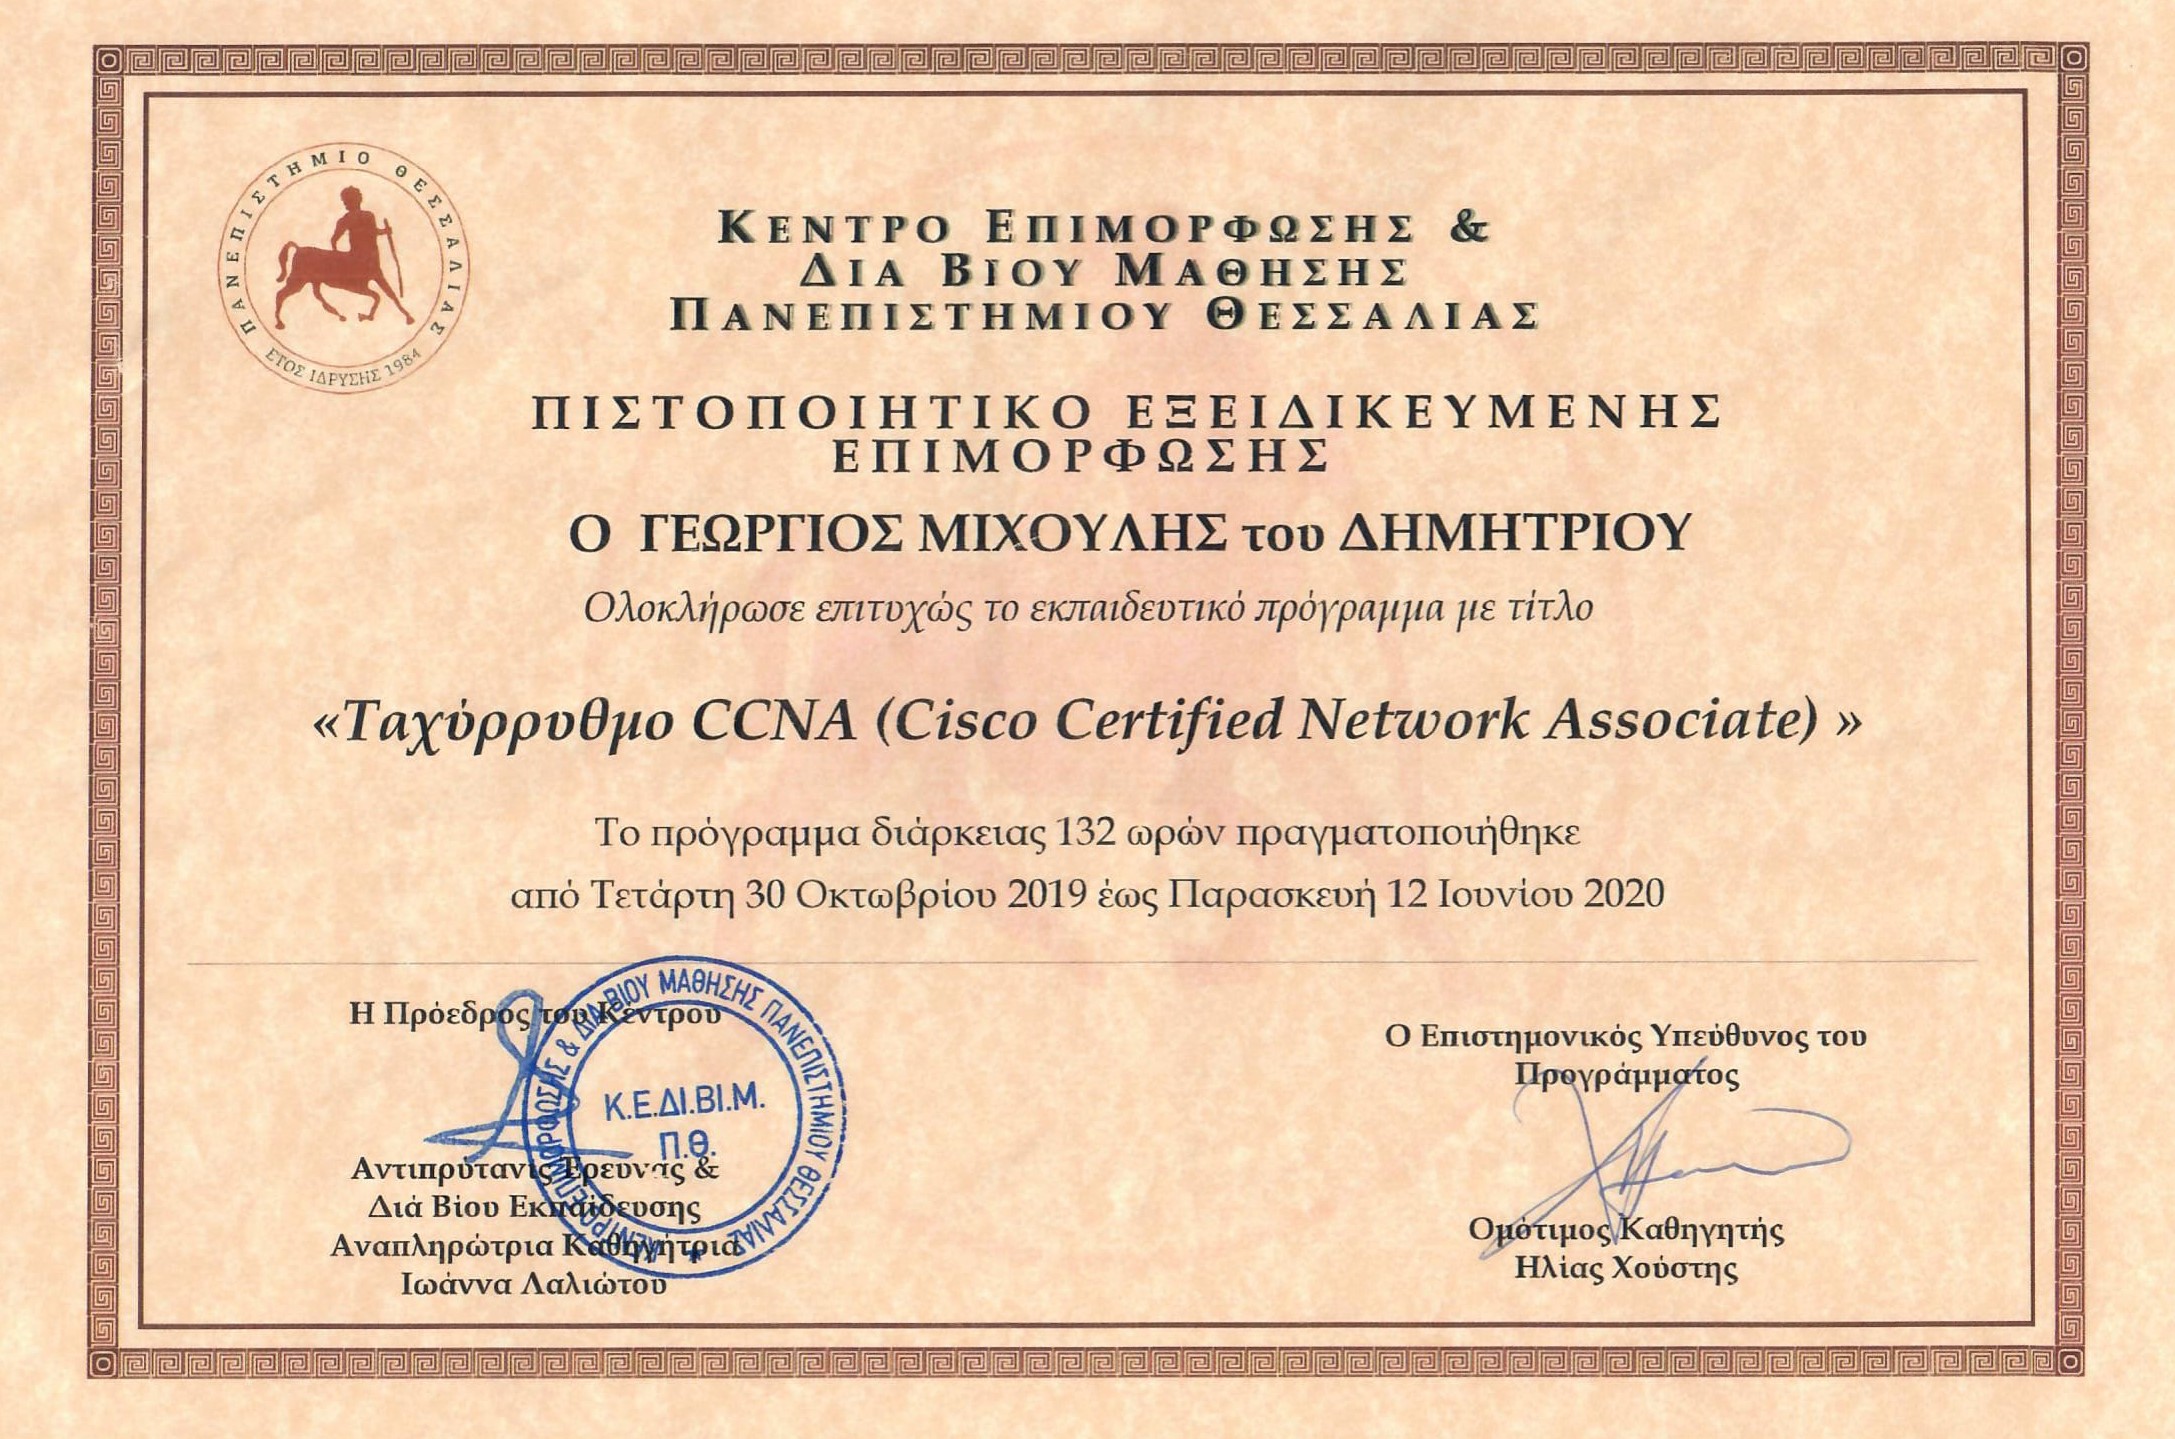 ΠΑΝΕΠΙΣΤΗΜΙΟ ΘΕΣΣΑΛΙΑΣ
ΕΤΟΣ ΙΔΡΥΣΗΣ 1984
ΚΕΝΤΡΟ ΕΠΙΜΟΡΦΩΣΗΣ &
ΔΙΑ ΒΙΟΥ ΜΑΘΗΣΗΣ
ΠΑΝΕΠΙΣΤΗΜΙΟΥ ΘΕΣΣΑΛΙΑΣ
ΠΙΣΤΟΠΟΙΗΤΙΚΟ ΕΞΕΙΔΙΚΕΥΜΕΝΗΣ
ΕΠΙΜΟΡΦΩΣΗΣ
Ο ΓΕΩΡΓΙΟΣ ΜΙΧΟΥΛΗΣ του ΔΗΜΗΤΡΙΟΥ
Ολοκλήρωσε επιτυχώς το εκπαιδευτικό πρόγραμμα με τίτλο
«Ταχύρρυθμο CCNA (Cisco Certified Network Associate) »
Το πρόγραμμα διάρκειας 132 ωρών πραγματοποιήθηκε
από Τετάρτη 30 Οκτωβρίου 2019 έως Παρασκευή 12 Ιουνίου 2020
Η Πρόεδρος του Κέντρου
ΚΕΝΤΡΟ ΕΠΙΜΟΡΦΩΣΗΣ & ΔΙΑ ΒΙΟΥ ΜΑΘΗΣΗΣ ΠΑΝΕΠΙΣΤΗΜΙΟΥ ΘΕΣΣΑΛΙΑΣ
Κ.Ε.ΔΙ.ΒΙ.Μ.
Π.Θ.
Αντιπρύτανις Έρευνας &
Διά Βίου Εκπαίδευσης
Αναπληρώτρια Καθηγήτρια
Ιωάννα Λαλιώτου
Ο Επιστημονικός Υπεύθυνος του
Προγράμματος
Ομότιμος Καθηγητής
Ηλίας Χούστης